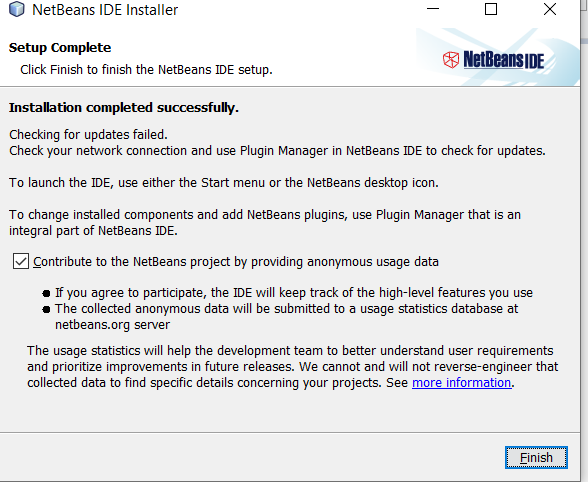 NetBeans IDE Installer
Setup Complete
Click Finish to finish the NetBeans IDE setup.
NetBeans IDE
Installation completed successfully.
Checking for updates failed.
Check your network connection and use Plugin Manager in NetBeans IDE to check for updates.
To launch the IDE, use either the Start menu or the NetBeans desktop icon.
To change installed components and add NetBeans plugins, use Plugin Manager that is an
integral part of NetBeans IDE.
Contribute to the NetBeans project by providing anonymous usage data
● If you agree to participate, the IDE will keep track of the high-level features you use
● The collected anonymous data will be submitted to a usage statistics database at
netbeans.org server
The usage statistics will help the development team to better understand user requirements
and prioritize improvements in future releases. We cannot and will not reverse-engineer that
collected data to find specific details concerning your projects. See more information.
Finish